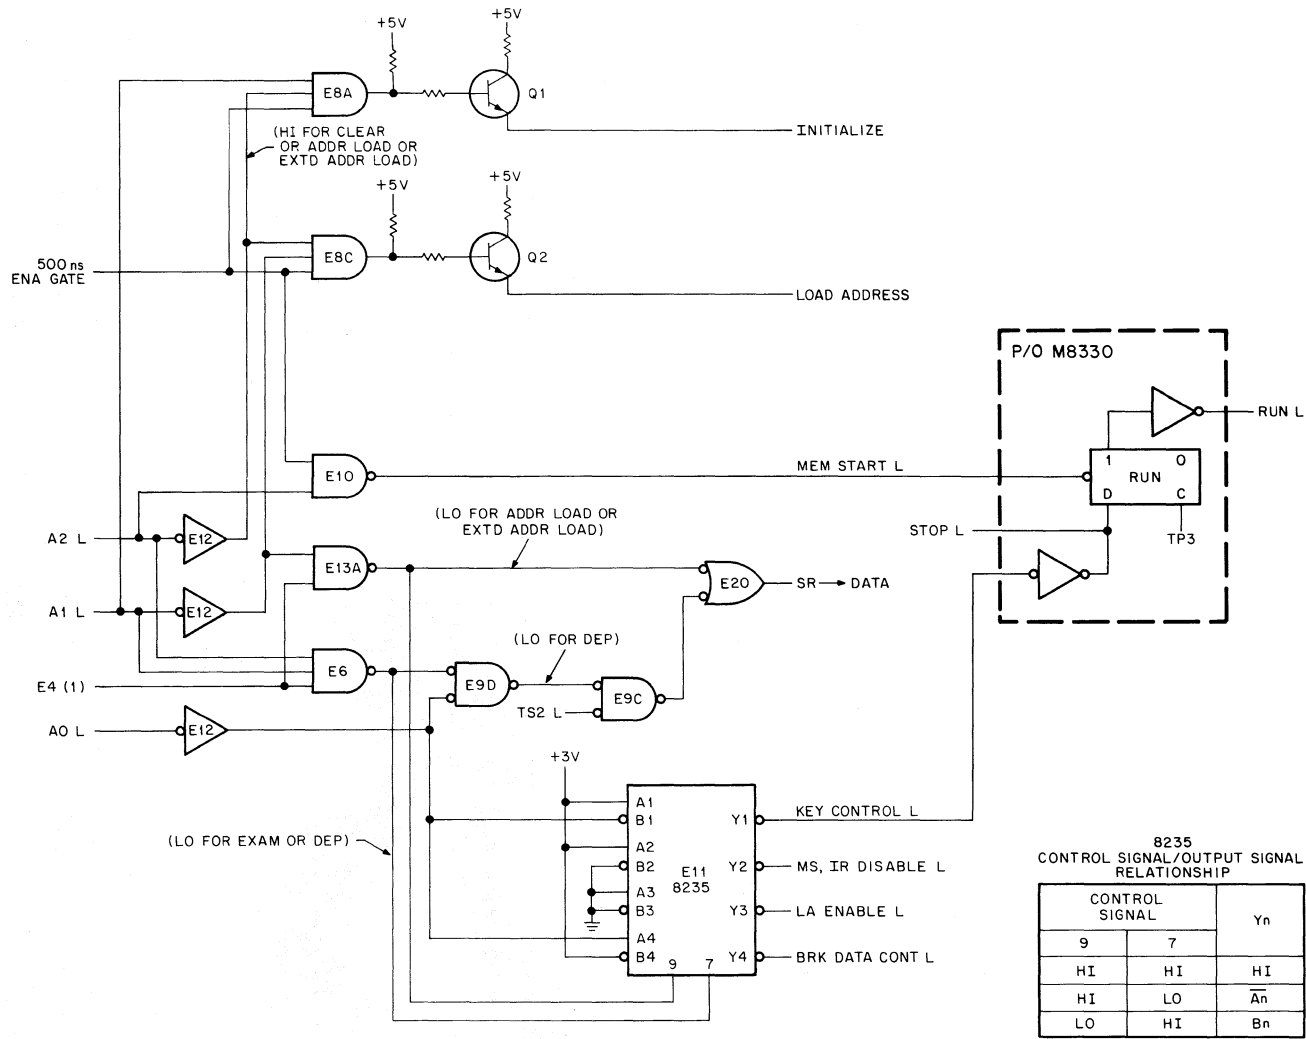 +5V
+5V
E8A
Q1
INITIALIZE
(HI FOR CLEAR
OR ADDR LOAD OR
EXTD ADDR LOAD)
+5V
+5V
E8C
Q2
500 ns
ENA GATE
LOAD ADDRESS
P/O M8330
RUN L
E10
MEM START L
1 0
RUN
D C
TP3
STOP L
(LO FOR ADDR LOAD OR
EXTD ADDR LOAD)
A2 L
E12
E13A
E20
SR → DATA
A1 L
E12
(LO FOR DEP)
E6
E9D
E9C
E4 (1)
TS2 L
A0 L
E12
+3V
A1
B1
Y1
KEY CONTROL L
A2
B2
Y2
MS, IR DISABLE L
E11
8235
A3
B3
Y3
LA ENABLE L
A4
B4
Y4
BRK DATA CONT L
9 7
(LO FOR EXAM OR DEP)
8235
CONTROL SIGNAL/OUTPUT SIGNAL
RELATIONSHIP
CONTROL
SIGNAL
Yn
9 7
HI HI HI
HI LO A̅n̅
LO HI Bn